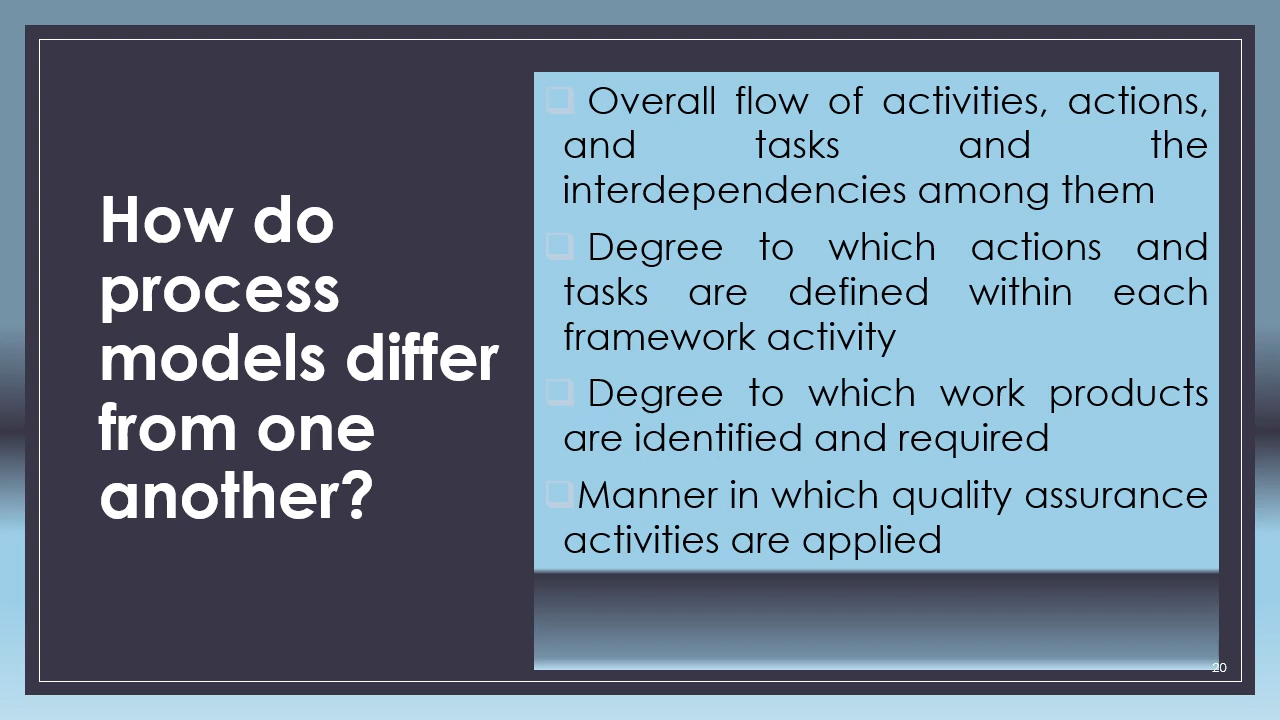 How do
process
models differ
from one
another?
❑ Overall flow of activities, actions,
and tasks and the
interdependencies among them
❑ Degree to which actions and
tasks are defined within each
framework activity
❑ Degree to which work products
are identified and required
❑Manner in which quality assurance
activities are applied
20